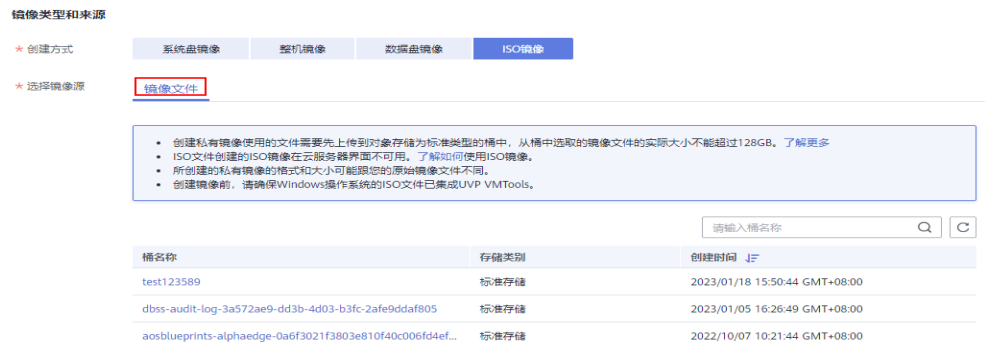 镜像类型和来源
* 创建方式 系统盘镜像 整机镜像 数据盘镜像 ISO镜像
* 选择镜像源 镜像文件
• 创建私有镜像使用的文件需要先上传到对象存储为标准类型的桶中，从桶中选取的镜像文件的实际大小不能超过128GB。了解更多
• ISO文件创建的ISO镜像在云服务器界面不可用。了解如何使用ISO镜像。
• 所创建的私有镜像的格式和大小可能跟您的原始镜像文件不同。
• 创建镜像前，请确保Windows操作系统的ISO文件已集成UVP VMTools。
请输入桶名称
桶名称 存储类别 创建时间
test123589 标准存储 2023/01/18 15:50:44 GMT+08:00
dbss-audit-log-3a572ae9-dd3b-4d03-b3fc-2afe9ddaf805 标准存储 2023/01/05 16:26:49 GMT+08:00
aosblueprints-alphaedge-0a6f3021f3803e810f40c006fd4ef... 标准存储 2022/10/07 10:21:44 GMT+08:00